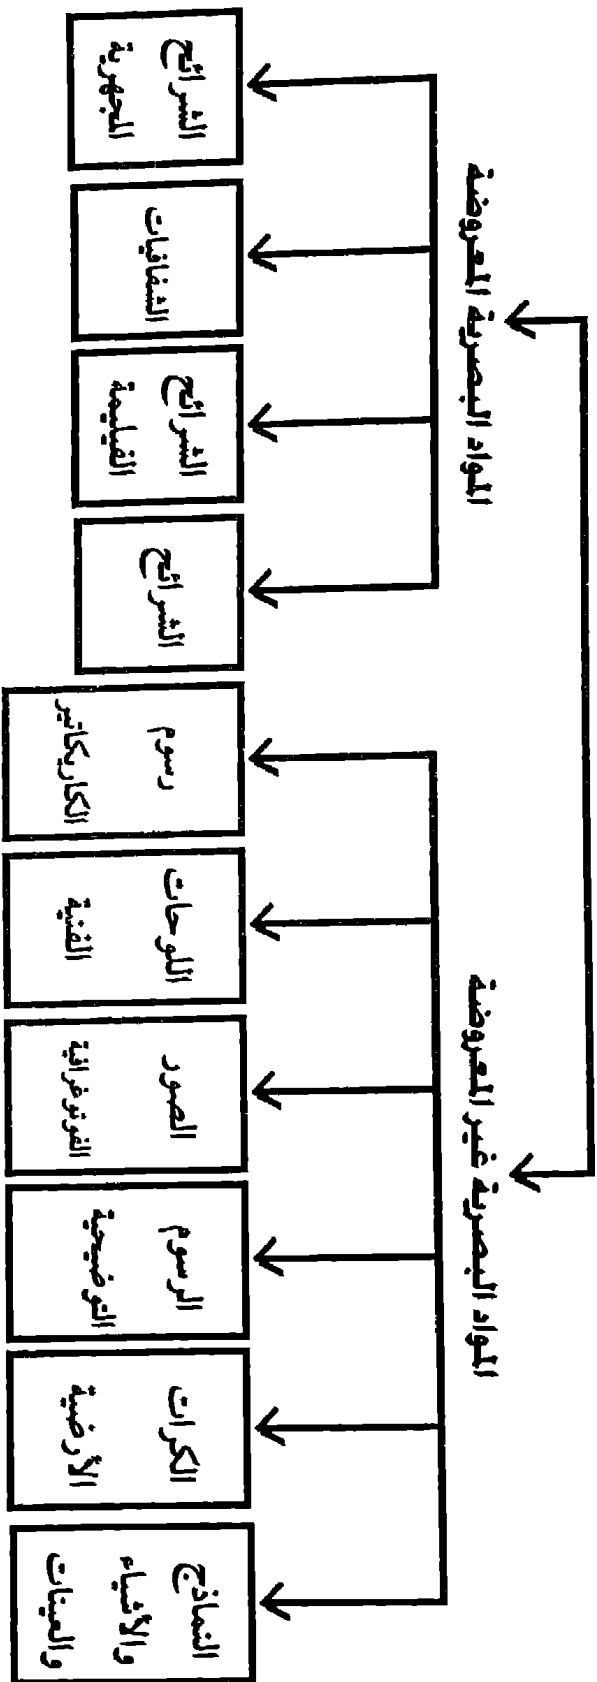 المواد البصرية غير المعروضة
المواد البصرية المعروضة
النماذج
والأشياء
والعينات
الكرات
الأرضية
الرسوم
التوضيحية
الصور
الفوتوغرافية
اللوحات
الفنية
رسوم
الكاريكاتير
الشرائح
الشرائح
الفيليمة
الشفافيات
الشرائح
المجهرية